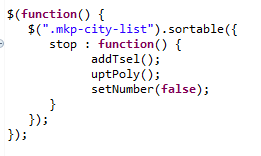 $(function() {
    $(".mkp-city-list").sortable({
        stop : function() {
                addTsel();
                uptPoly();
                setNumber(false);
        }
    });
});